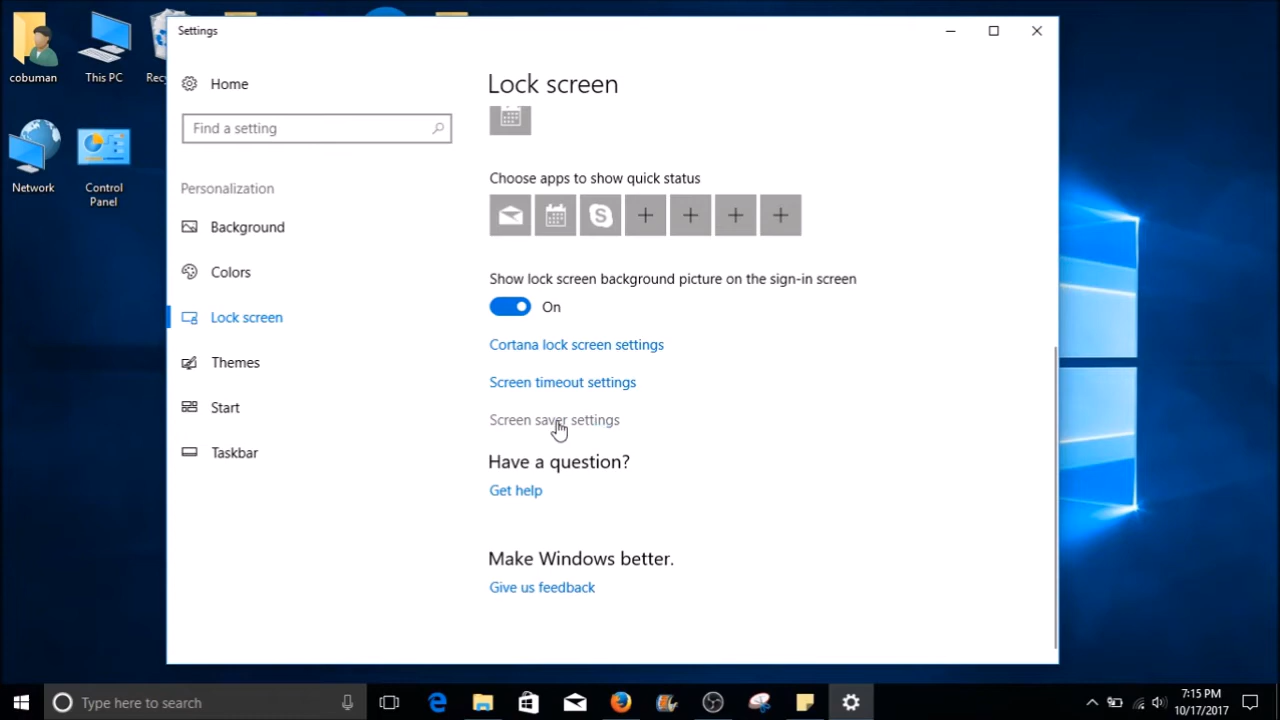 cobuman
This PC
Recy
Network
Control
Panel
Settings
Home
Find a setting
Personalization
Background
Colors
Lock screen
Themes
Start
Taskbar
Lock screen
Choose apps to show quick status
Show lock screen background picture on the sign-in screen
On
Cortana lock screen settings
Screen timeout settings
Screen saver settings
Have a question?
Get help
Make Windows better.
Give us feedback
Type here to search
7:15 PM
10/17/2017